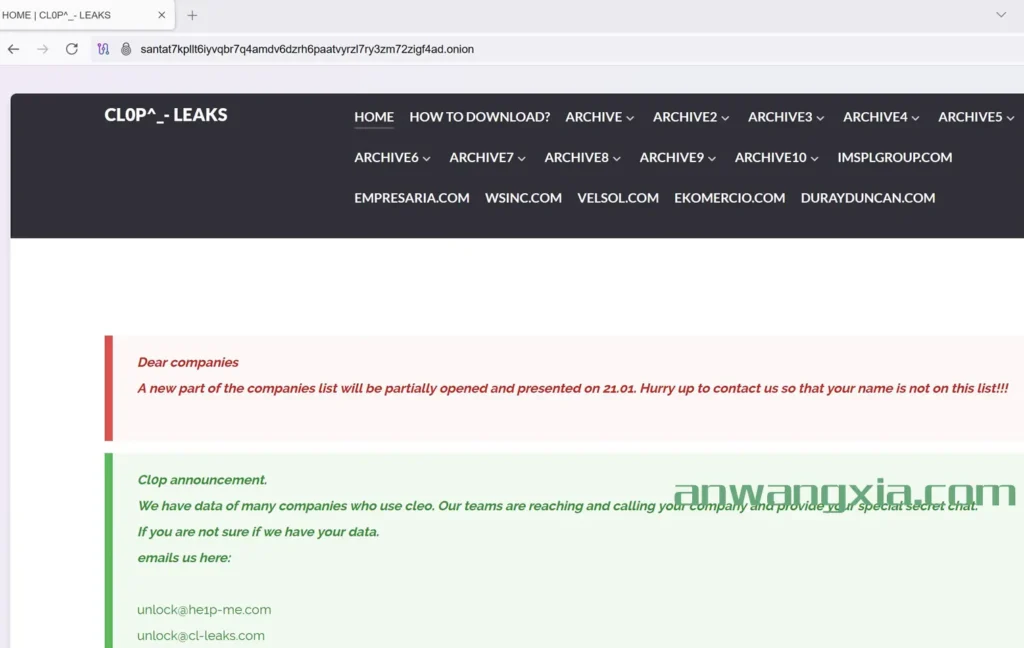 HOME | CL0P^_- LEAKS
santat7kpllt6iyvqbr7q4amdv6dzrh6paatvyrzl7ry3zm72zigf4ad.onion
CL0P^_- LEAKS
HOME HOW TO DOWNLOAD? ARCHIVE ARCHIVE2 ARCHIVE3 ARCHIVE4 ARCHIVE5
ARCHIVE6 ARCHIVE7 ARCHIVE8 ARCHIVE9 ARCHIVE10 IMSPLGROUP.COM
EMPRESARIA.COM WSINC.COM VELSOL.COM EKOMERCIO.COM DURAYDUNCAN.COM
Dear companies
A new part of the companies list will be partially opened and presented on 21.01. Hurry up to contact us so that your name is not on this list!!!
Cl0p announcement.
We have data of many companies who use cleo. Our teams are reaching and calling your company and provide your special secret chat.
anwangxia.com
If you are not sure if we have your data.
emails us here:
unlock@he1p-me.com
unlock@cl-leaks.com